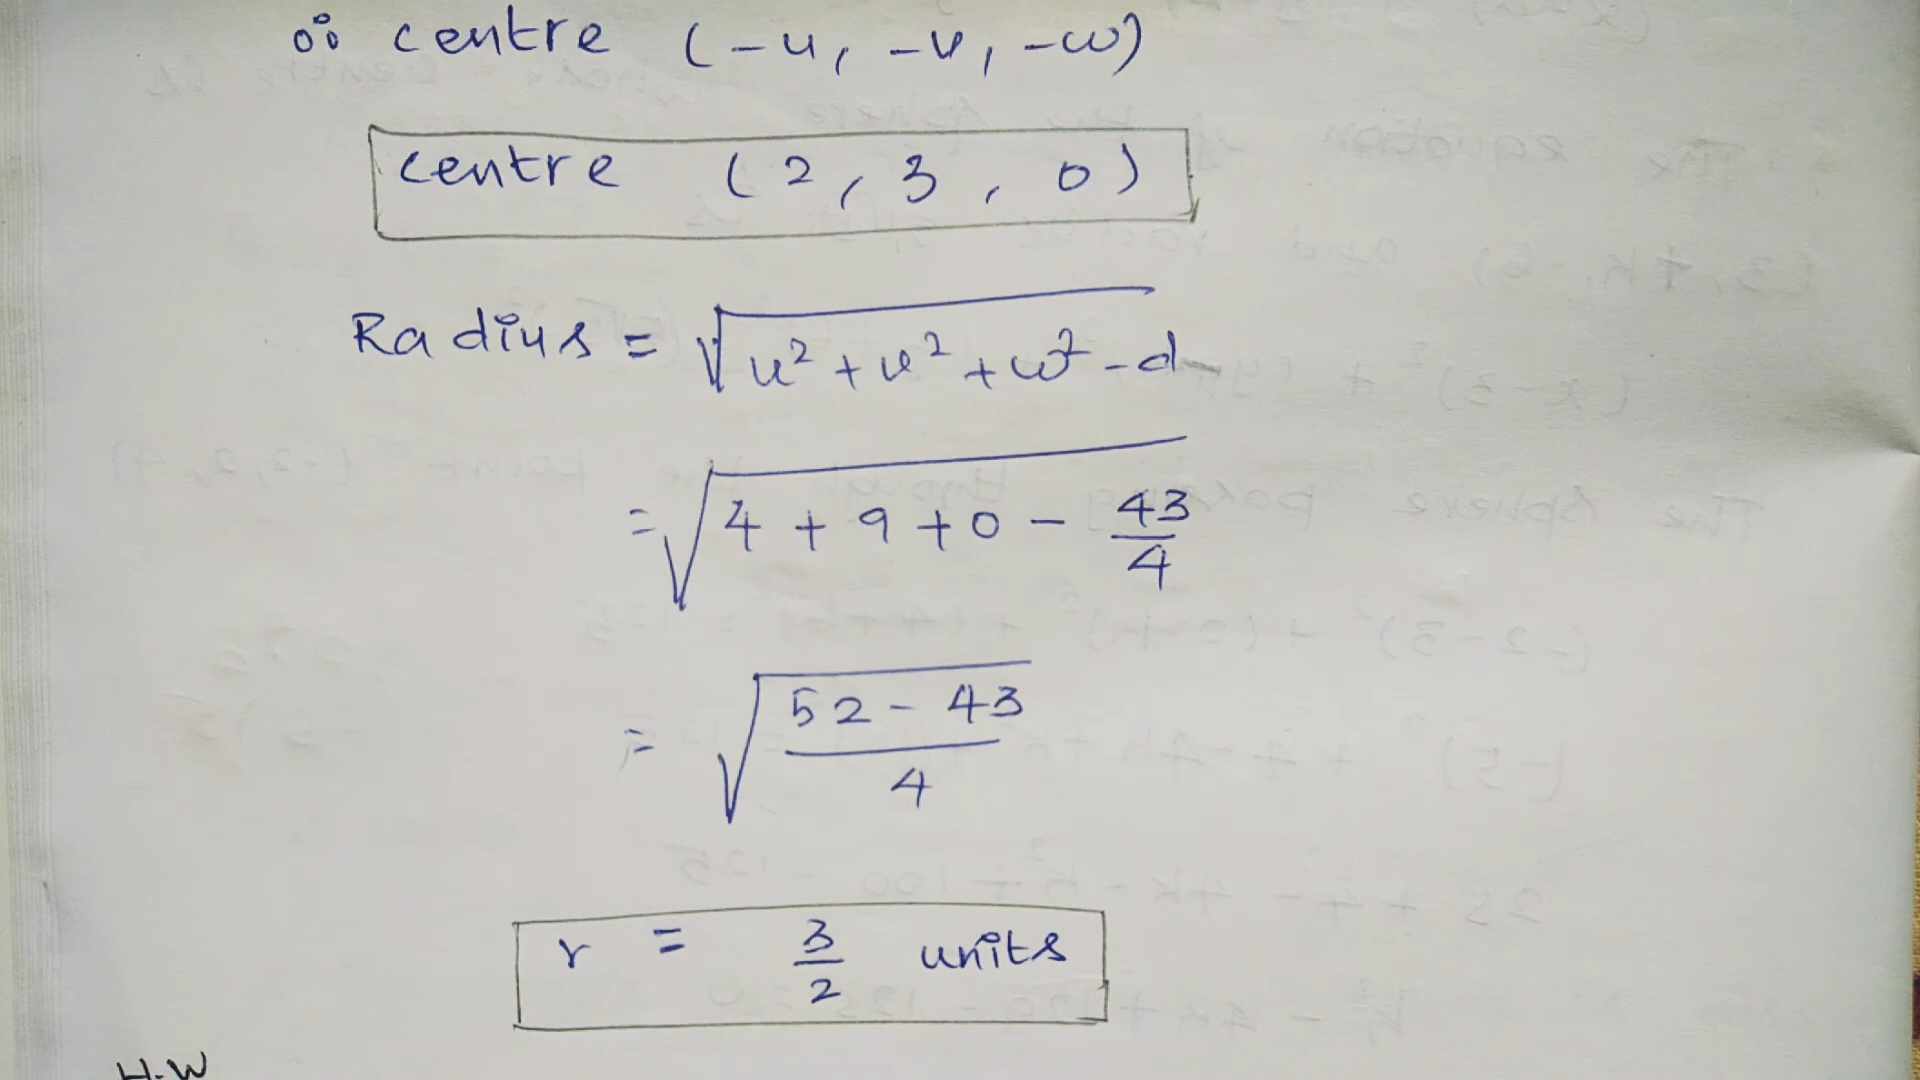 ∴ centre (-u, -v, -w)
centre (2, 3, 0)
Radius = √(u² + v² + w² - d)
= √(4 + 9 + 0 - 43/4)
= √((52 - 43)/4)
r = 3/2 units
H.W